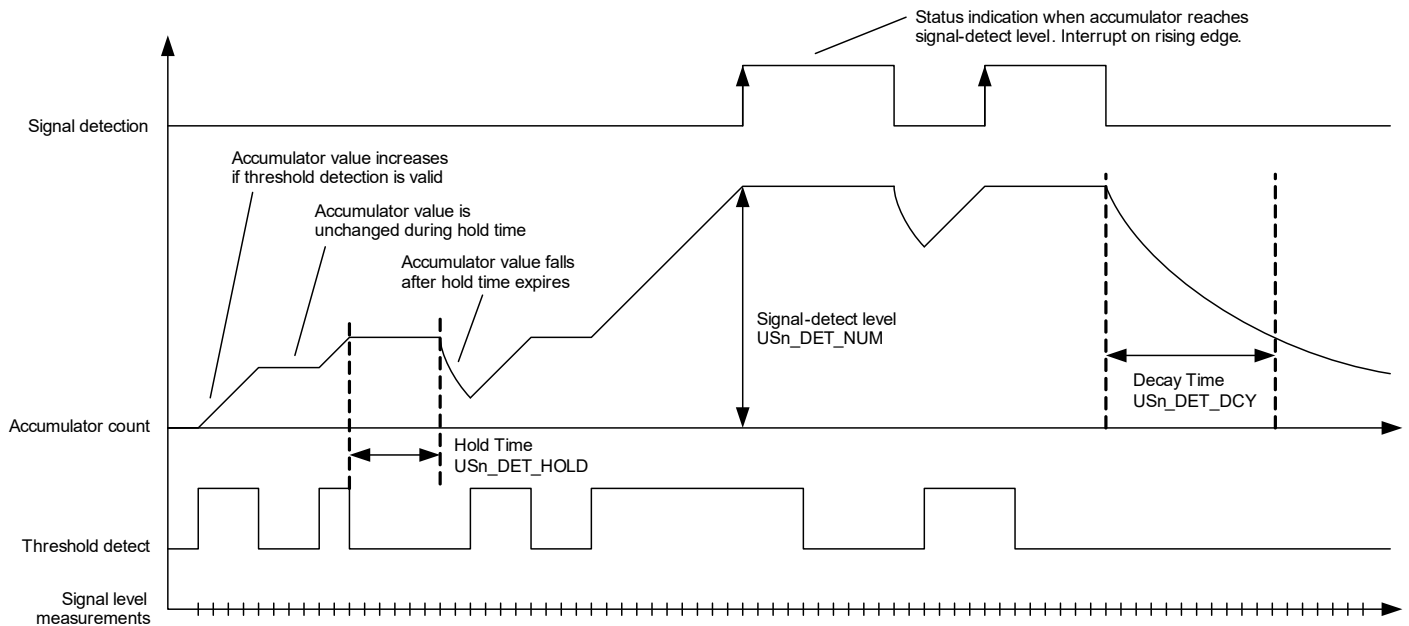 Status indication when accumulator reaches
signal-detect level. Interrupt on rising edge.
Signal detection
Accumulator value increases
if threshold detection is valid
Accumulator value is
unchanged during hold time
Accumulator value falls
after hold time expires
Signal-detect level
USn_DET_NUM
Decay Time
USn_DET_DCY
Accumulator count
Hold Time
USn_DET_HOLD
Threshold detect
Signal level
measurements